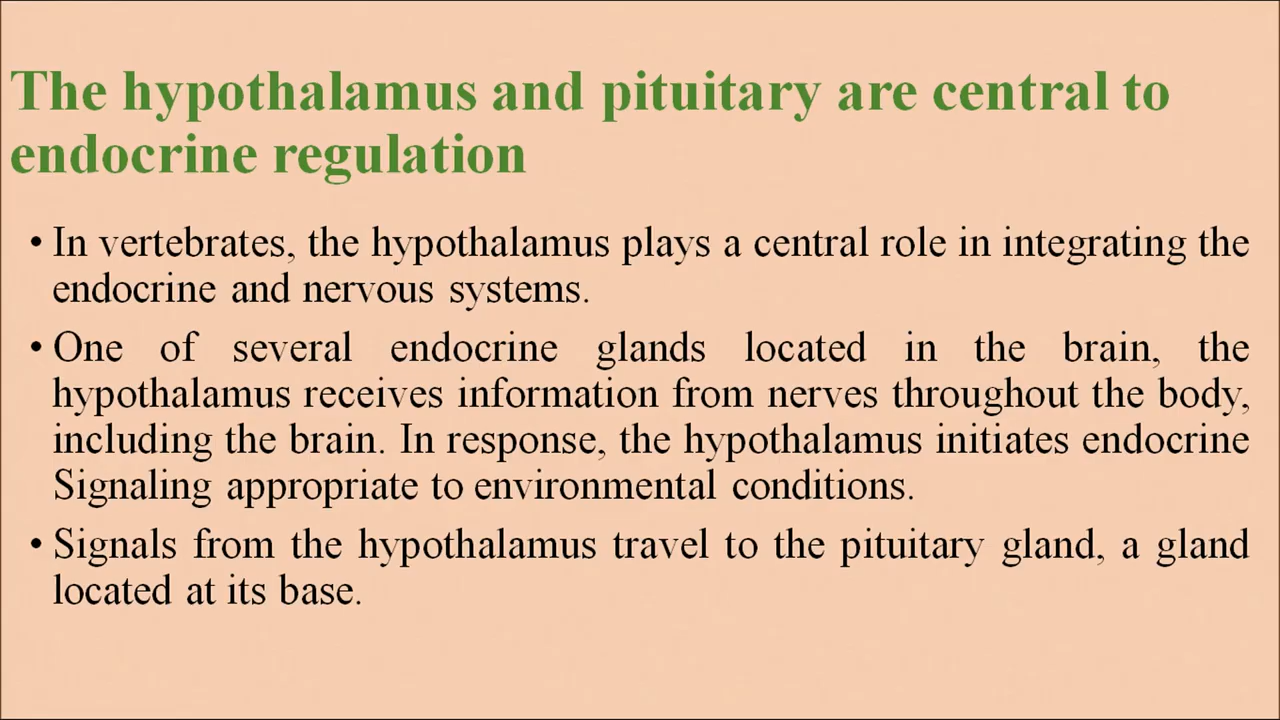 The hypothalamus and pituitary are central to
endocrine regulation
• In vertebrates, the hypothalamus plays a central role in integrating the
endocrine and nervous systems.
• One of several endocrine glands located in the brain, the
hypothalamus receives information from nerves throughout the body,
including the brain. In response, the hypothalamus initiates endocrine
Signaling appropriate to environmental conditions.
• Signals from the hypothalamus travel to the pituitary gland, a gland
located at its base.